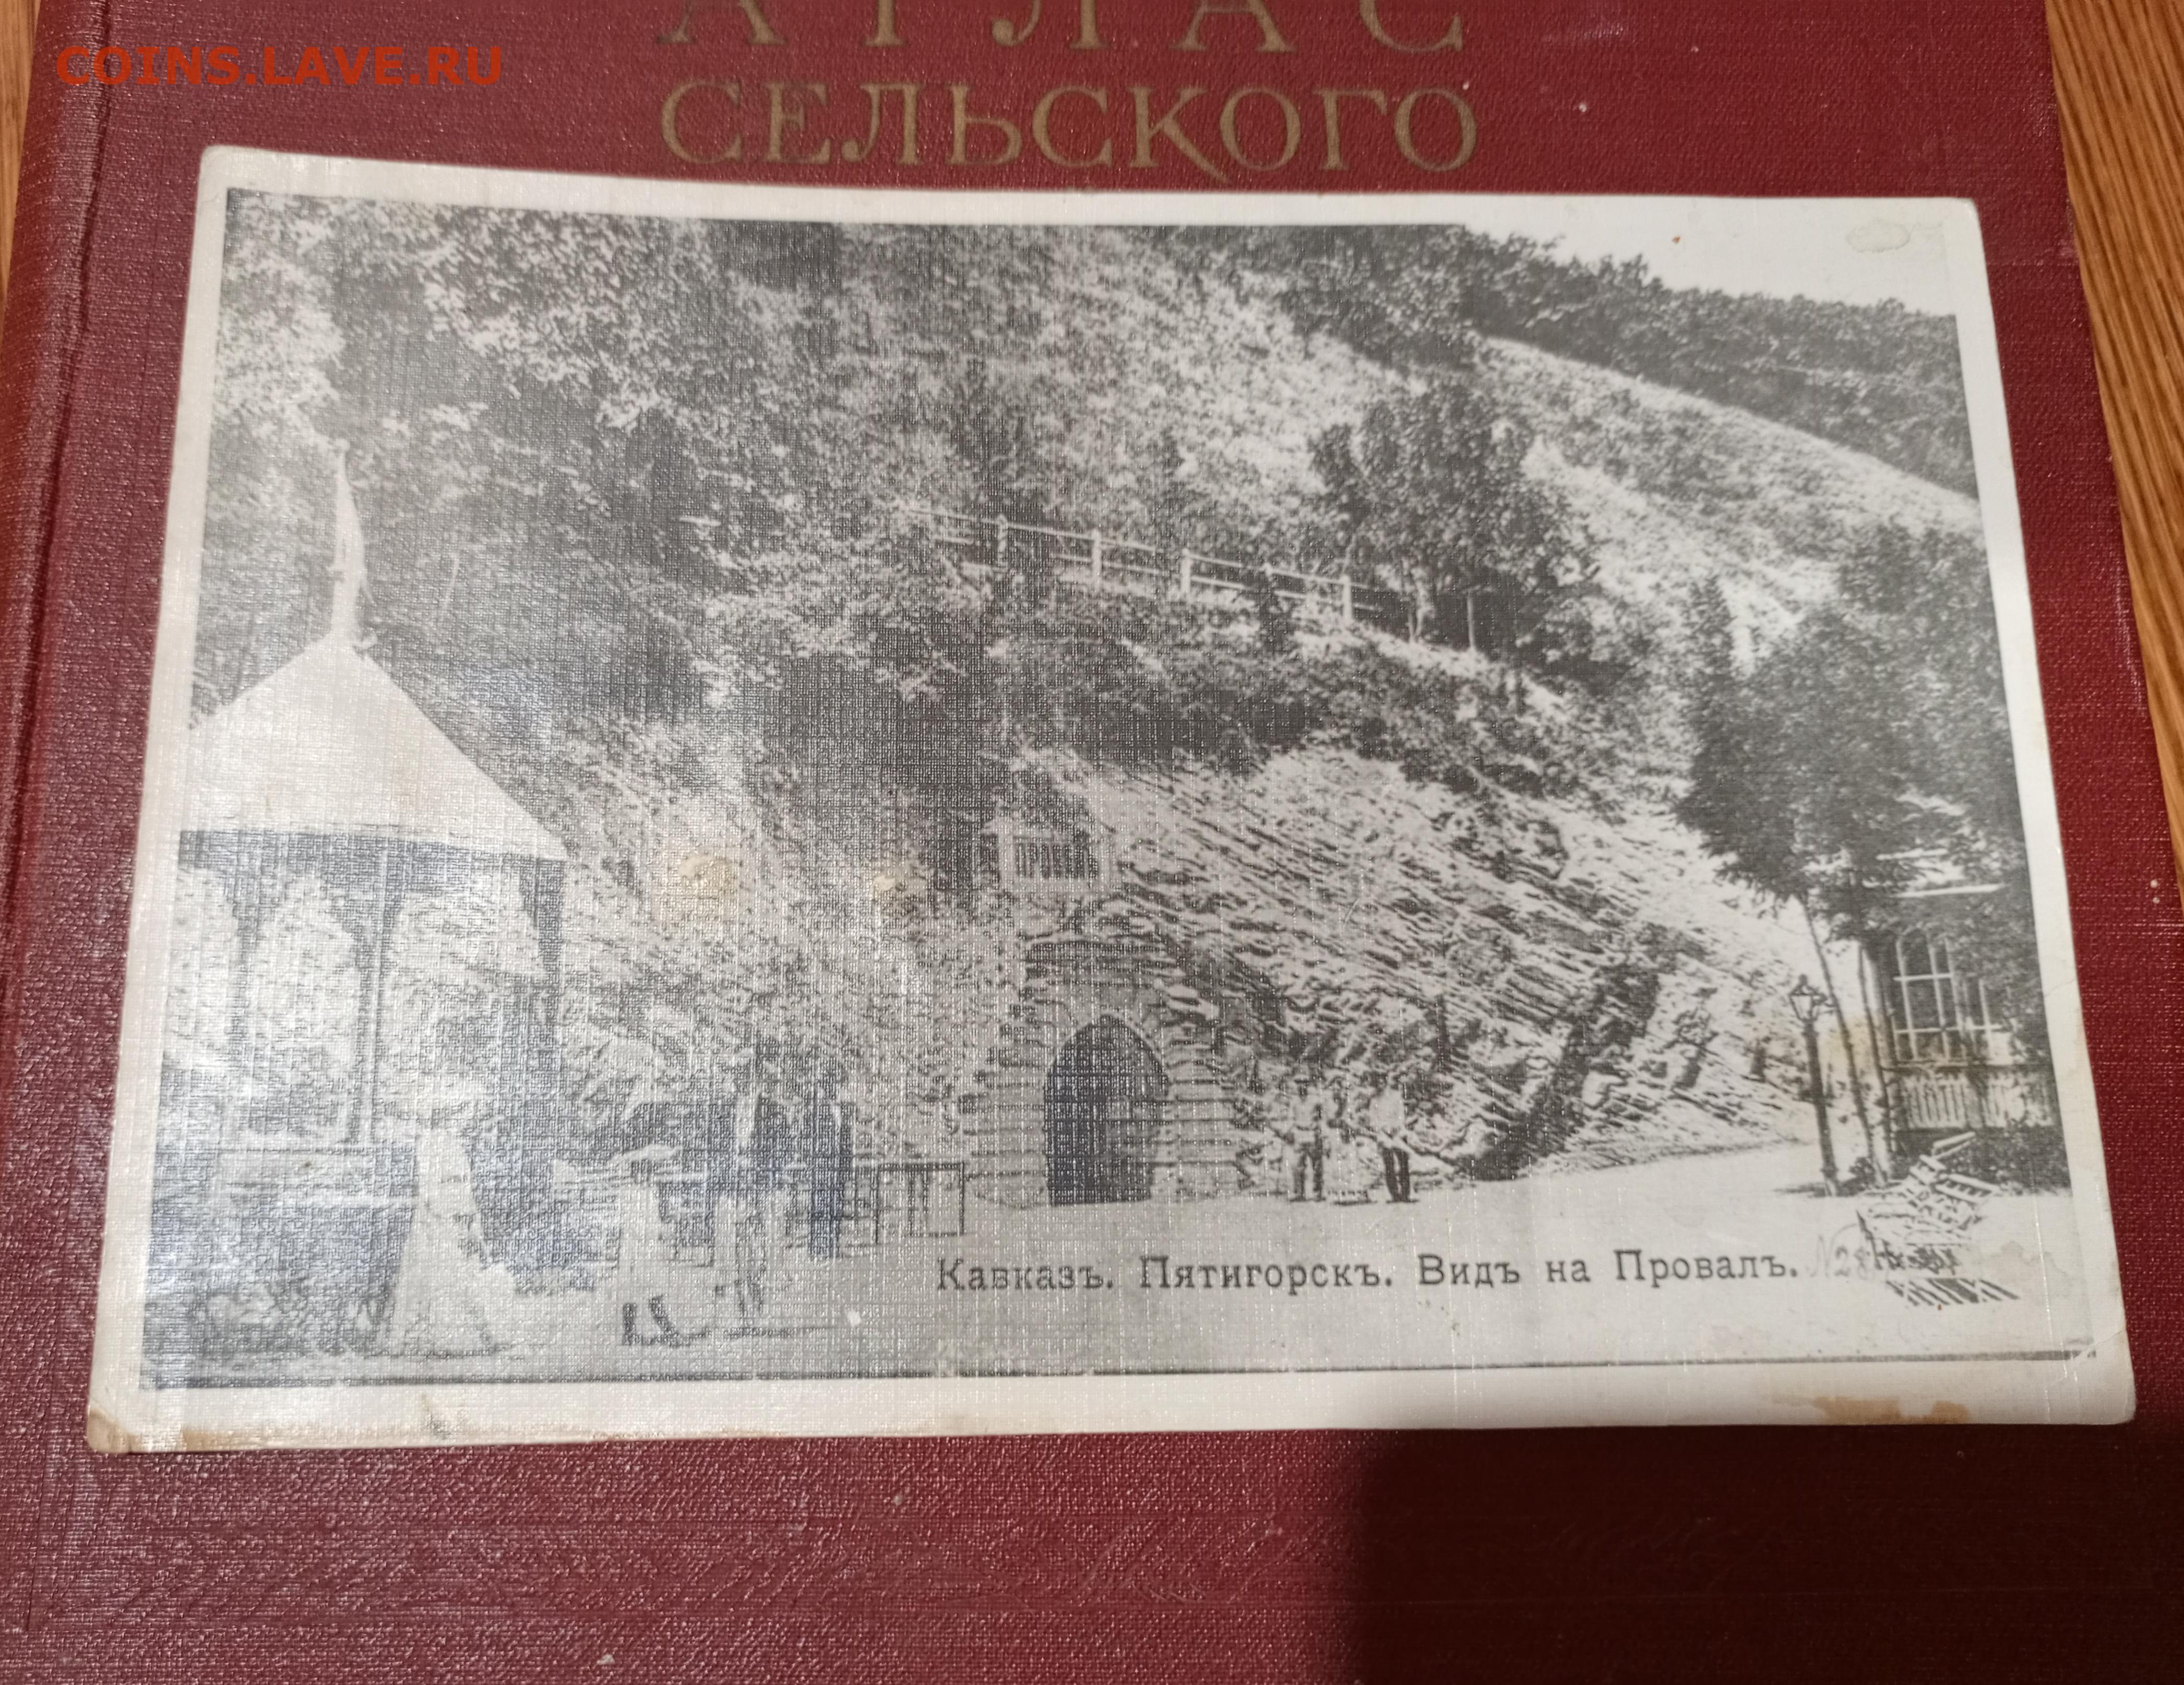 COINS.LAVE.RU
АТЛАС
СЕЛЬСКОГО
ПРОВАЛЪ
Кавказъ. Пятигорскъ. Видъ на Провалъ.